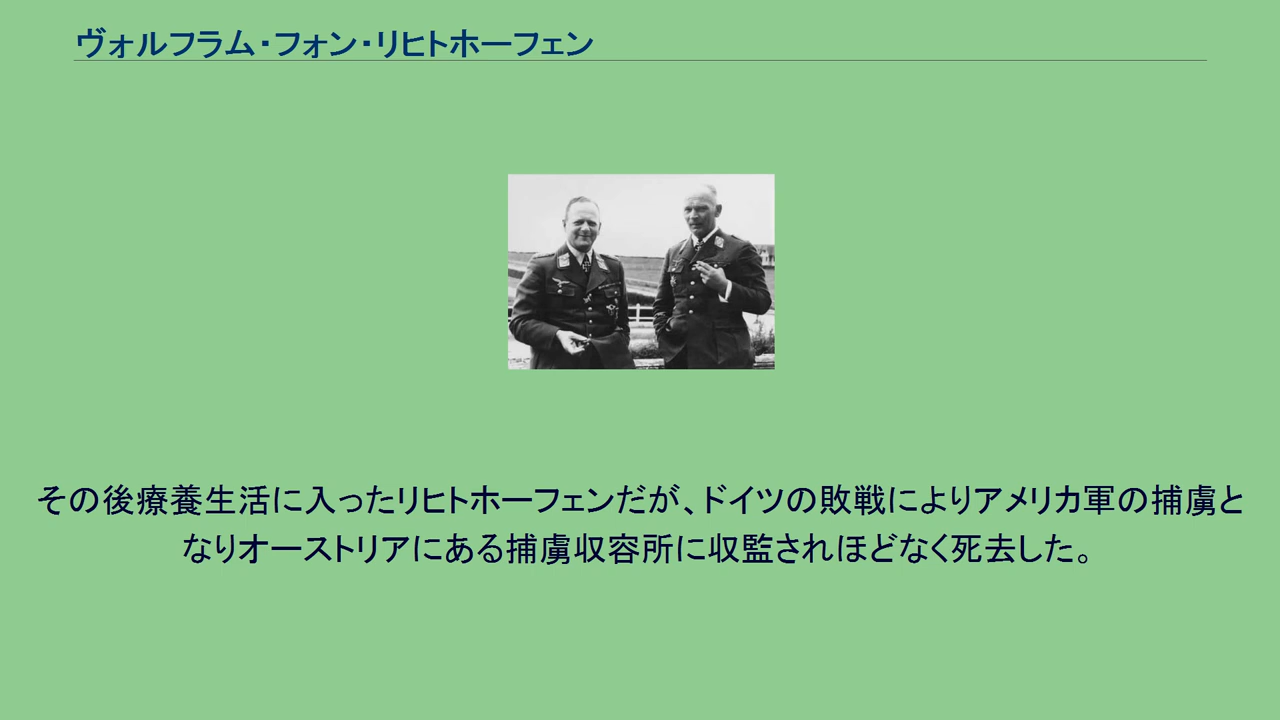 ヴォルフラム・フォン・リヒトホーフェン
その後療養生活に入ったリヒトホーフェンだが、ドイツの敗戦によりアメリカ軍の捕虜と
なりオーストリアにある捕虜収容所に収監されほどなく死去した。